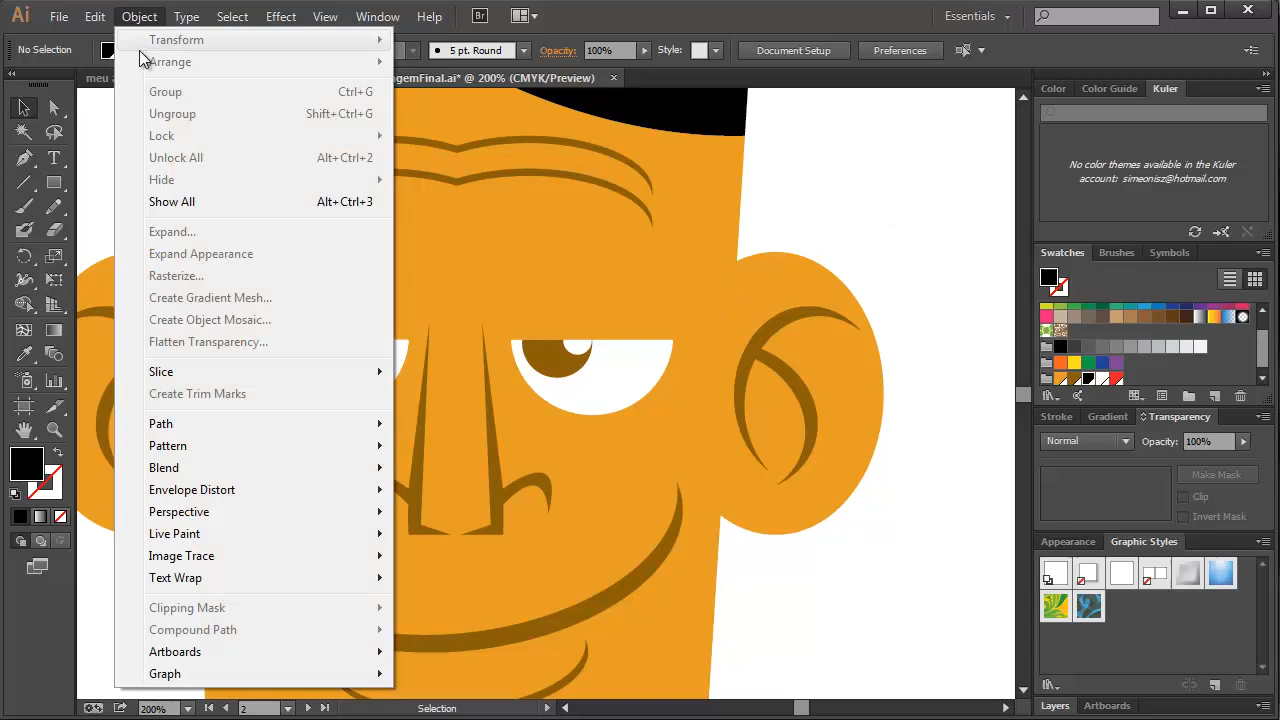 Ai File Edit Object Type Select Effect View Window Help Br Essentials
No Selection 5 pt. Round Opacity: 100% Style: Document Setup Preferences
meu gemFinal.ai* @ 200% (CMYK/Preview)
Transform
Arrange
Group Ctrl+G
Ungroup Shift+Ctrl+G
Lock
Unlock All Alt+Ctrl+2
Hide
Show All Alt+Ctrl+3
Expand...
Expand Appearance
Rasterize...
Create Gradient Mesh...
Create Object Mosaic...
Flatten Transparency...
Slice
Create Trim Marks
Path
Pattern
Blend
Envelope Distort
Perspective
Live Paint
Image Trace
Text Wrap
Clipping Mask
Compound Path
Artboards
Graph
Color Color Guide Kuler
No color themes available in the Kuler
account: simeonisz@hotmail.com
Swatches Brushes Symbols
Stroke Gradient Transparency
Normal Opacity: 100%
Make Mask
Clip
Invert Mask
Appearance Graphic Styles
Layers Artboards
200% 2 Selection